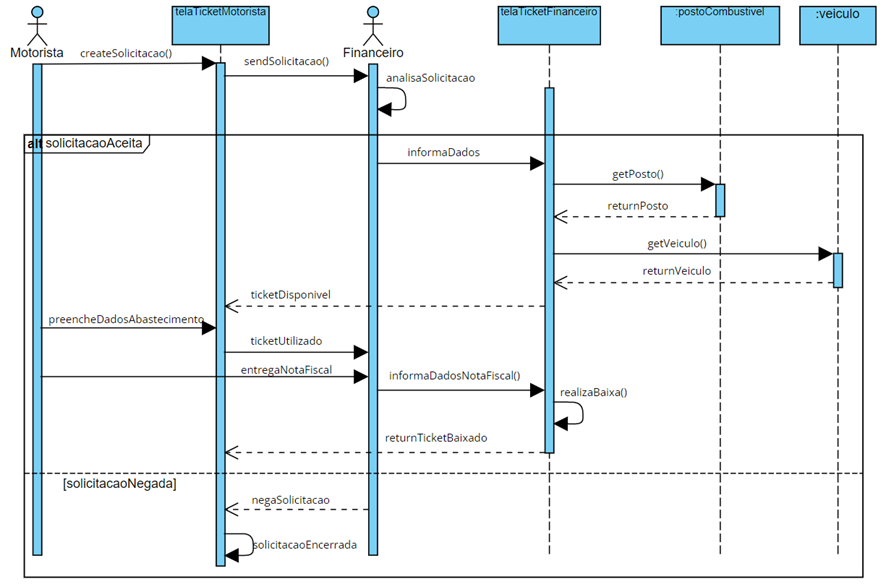 telaTicketMotorista
telaTicketFinanceiro
:postoCombustivel
:veiculo
Motorista
Financeiro
createSolicitacao()
sendSolicitacao()
analisaSolicitacao
alt solicitacaoAceita
informaDados
getPosto()
returnPosto
getVeiculo()
returnVeiculo
ticketDisponivel
preencheDadosAbastecimento
ticketUtilizado
entregaNotaFiscal
informaDadosNotaFiscal()
realizaBaixa()
returnTicketBaixado
[solicitacaoNegada]
negaSolicitacao
solicitacaoEncerrada